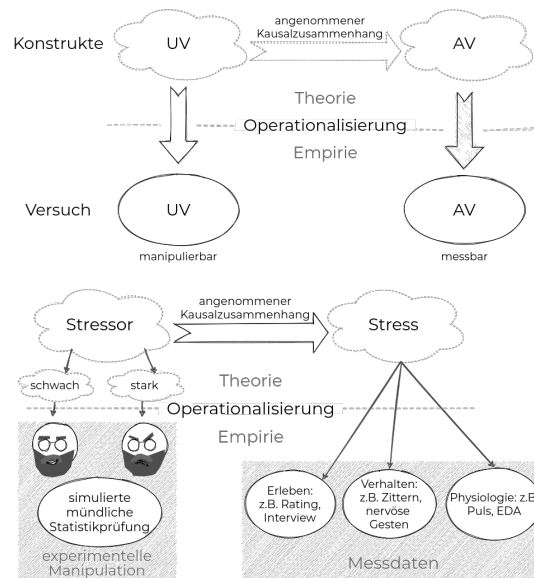 angenommener
Kausalzusammenhang
Konstrukte
UV
AV
Theorie
Operationalisierung
Empirie
Versuch
UV
AV
manipulierbar
messbar
angenommener
Kausalzusammenhang
Stressor
Stress
schwach
stark
Theorie
Operationalisierung
Empirie
simulierte
mündliche
Statistikprüfung
experimentelle
Manipulation
Erleben:
z.B. Rating,
Interview
Verhalten:
z.B. Zittern,
nervöse
Gesten
Physiologie: z.B
Puls, EDA
Messdaten